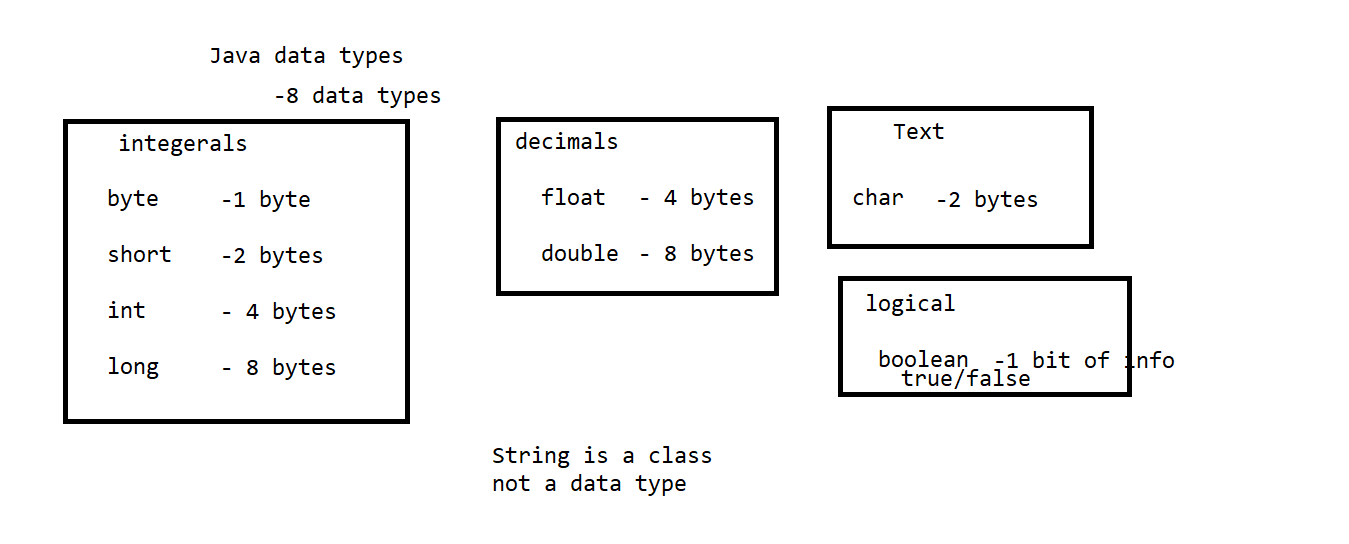 Java data types
-8 data types
integerals
byte -1 byte
short -2 bytes
int - 4 bytes
long - 8 bytes
decimals
float - 4 bytes
double - 8 bytes
Text
char -2 bytes
logical
boolean -1 bit of info
true/false
String is a class
not a data type